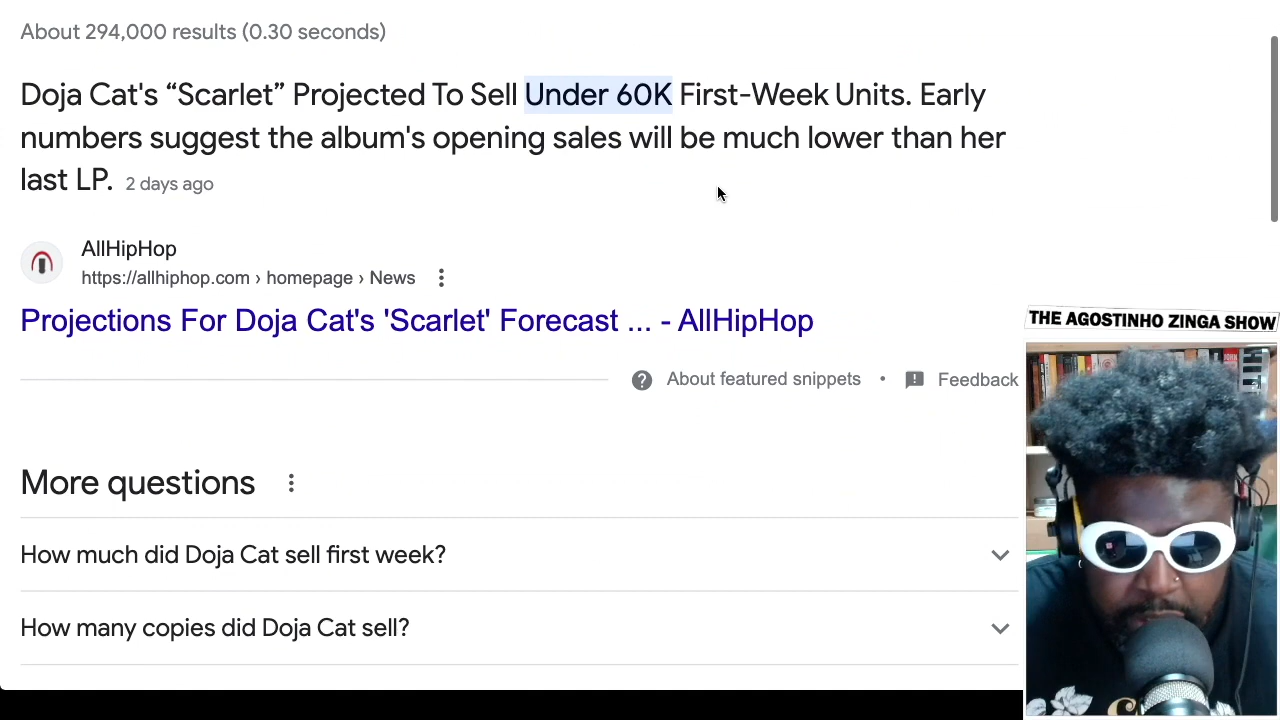 About 294,000 results (0.30 seconds)
Doja Cat's “Scarlet” Projected To Sell Under 60K First-Week Units. Early
numbers suggest the album's opening sales will be much lower than her
last LP. 2 days ago
AllHipHop
https://allhiphop.com › homepage › News
Projections For Doja Cat's 'Scarlet' Forecast ... - AllHipHop
THE AGOSTINHO ZINGA SHOW
About featured snippets • Feedback
More questions
How much did Doja Cat sell first week?
How many copies did Doja Cat sell?